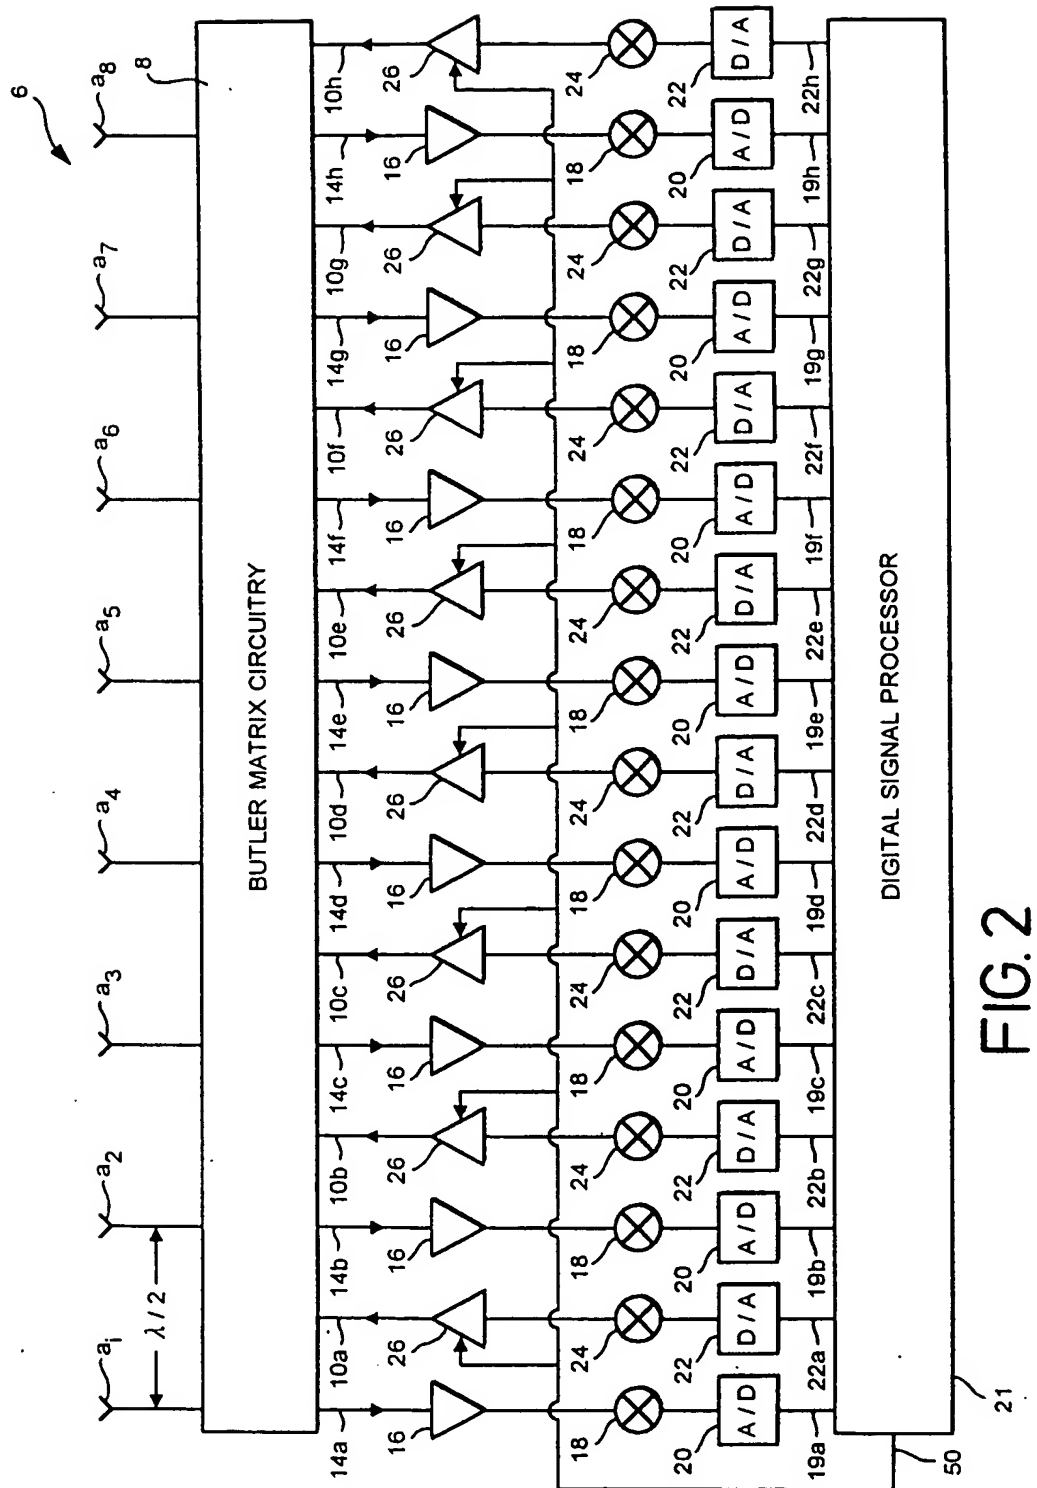 6
aᵢ a₂ a₃ a₄ a₅ a₆ a₇ a₈
λ/2
8
BUTLER MATRIX CIRCUITRY
14a 10a 14b 10b 14c 10c 14d 10d 14e 10e 14f 10f 14g 10g 14h 10h
16 26 16 26 16 26 16 26 16 26 16 26 16 26 16 26
18 24 18 24 18 24 18 24 18 24 18 24 18 24 18 24
20 22 20 22 20 22 20 22 20 22 20 22 20 22 20 22
A/D D/A A/D D/A A/D D/A A/D D/A A/D D/A A/D D/A A/D D/A A/D D/A
19a 22a 19b 22b 19c 22c 19d 22d 19e 22e 19f 22f 19g 22g 19h 22h
DIGITAL SIGNAL PROCESSOR
50 21
FIG. 2